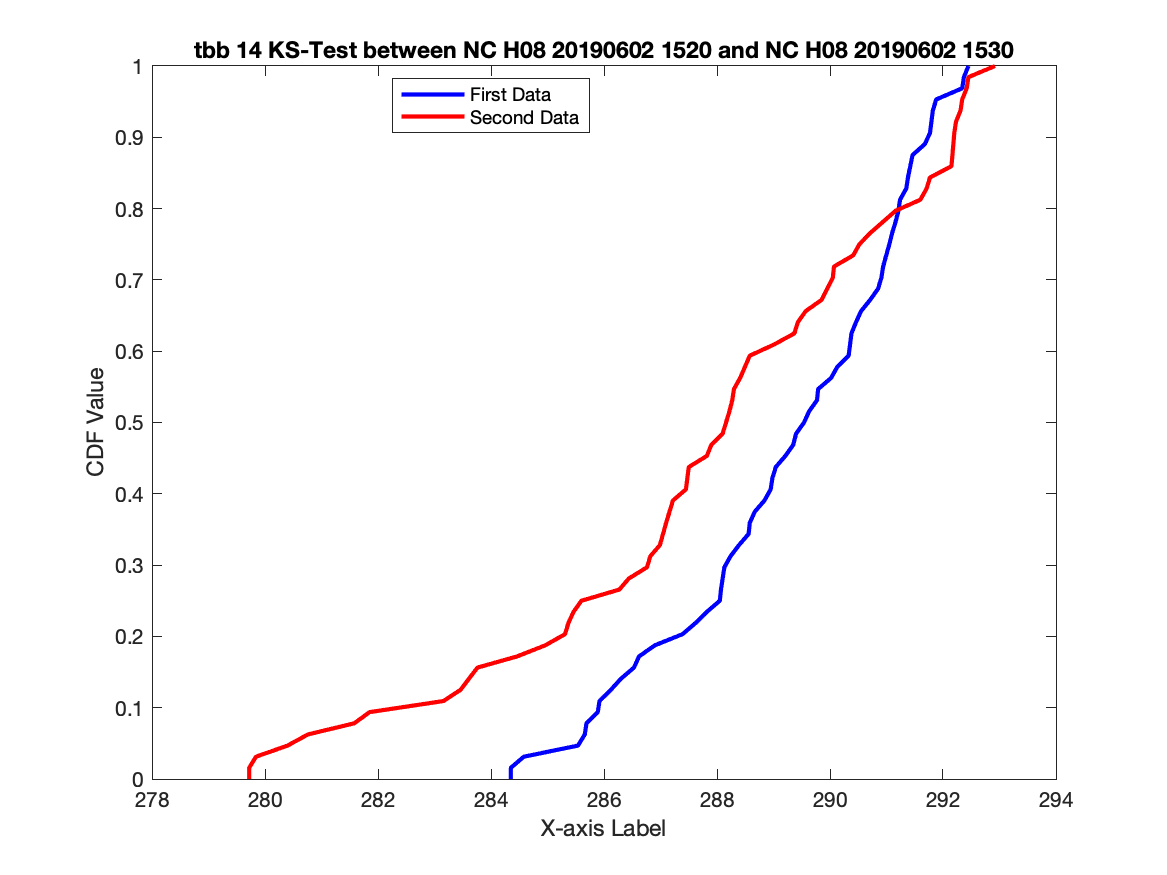 tbb 14 KS-Test between NC H08 20190602 1520 and NC H08 20190602 1530
First Data
Second Data
1
0.9
0.8
0.7
0.6
0.5
0.4
0.3
0.2
0.1
0
CDF Value
278 280 282 284 286 288 290 292 294
X-axis Label